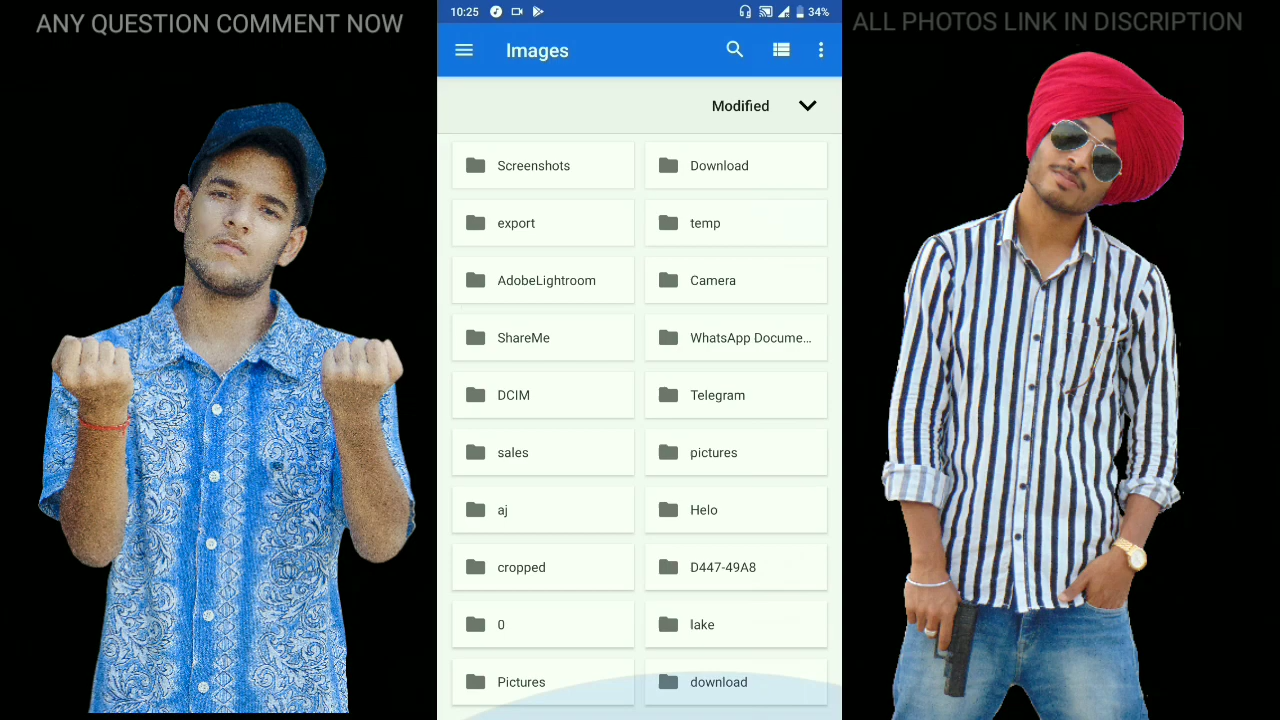 ANY QUESTION COMMENT NOW
10:25
34%
ALL PHOTOS LINK IN DISCRIPTION
Images
Modified
Screenshots
Download
export
temp
AdobeLightroom
Camera
ShareMe
WhatsApp Docume...
DCIM
Telegram
sales
pictures
aj
Helo
cropped
D447-49A8
0
lake
Pictures
download